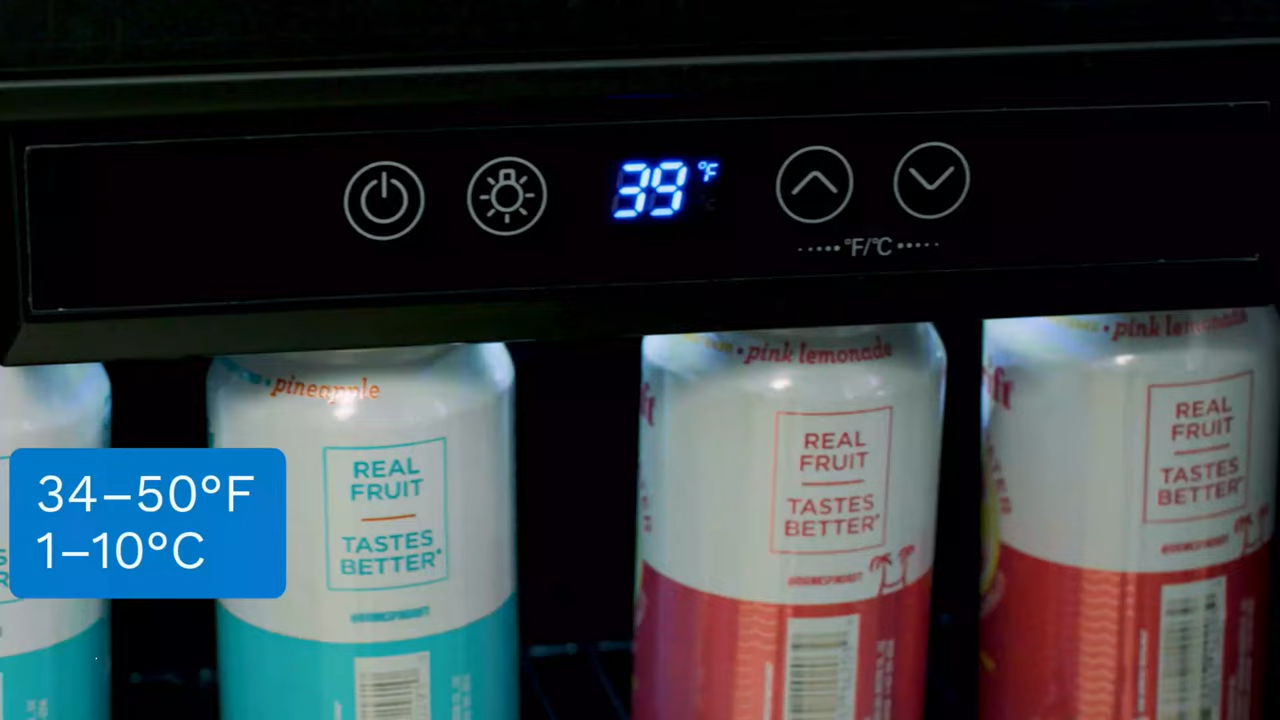 39 °F
°F/°C
pineapple
• pink lemonade
• pink lemonade
REAL
FRUIT
TASTES
BETTER*
REAL
FRUIT
TASTES
BETTER*
REAL
FRUIT
TASTES
BETTER*
34–50°F
1–10°C